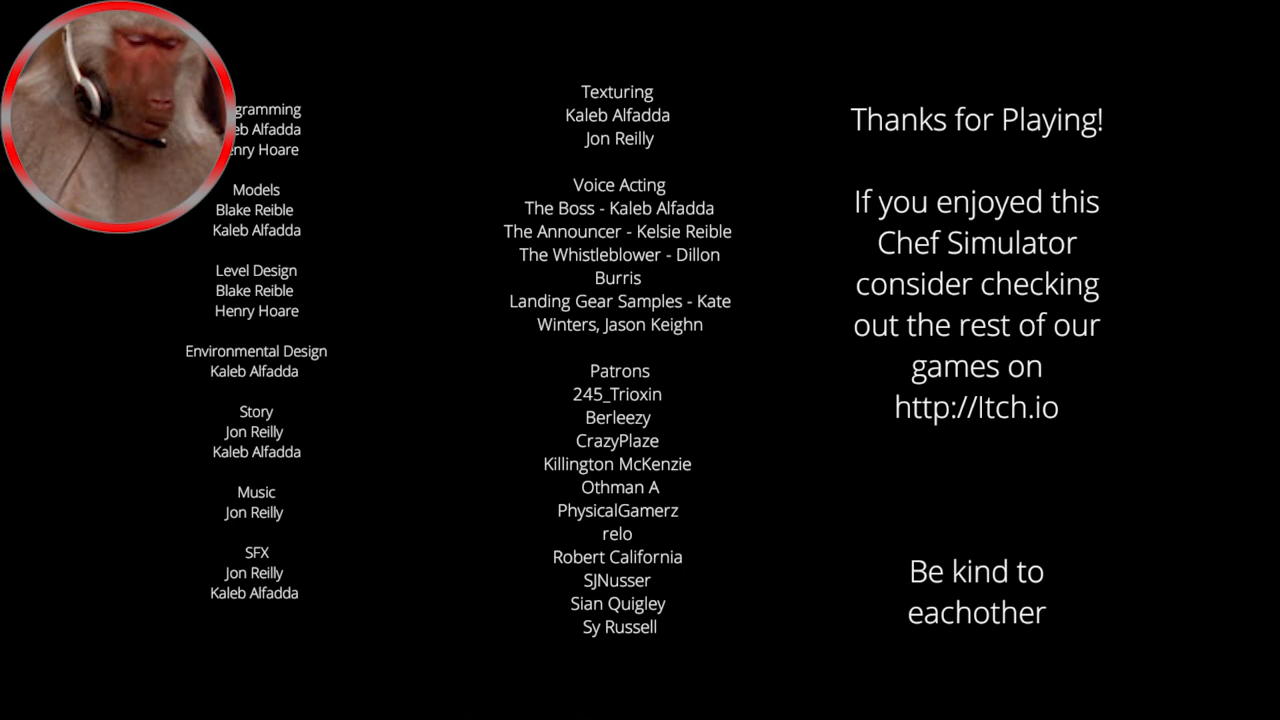 gramming
eb Alfadda
enry Hoare
Models
Blake Reible
Kaleb Alfadda
Level Design
Blake Reible
Henry Hoare
Environmental Design
Kaleb Alfadda
Story
Jon Reilly
Kaleb Alfadda
Music
Jon Reilly
SFX
Jon Reilly
Kaleb Alfadda
Texturing
Kaleb Alfadda
Jon Reilly
Voice Acting
The Boss - Kaleb Alfadda
The Announcer - Kelsie Reible
The Whistleblower - Dillon
Burris
Landing Gear Samples - Kate
Winters, Jason Keighn
Patrons
245_Trioxin
Berleezy
CrazyPlaze
Killington McKenzie
Othman A
PhysicalGamerz
relo
Robert California
SJNusser
Sian Quigley
Sy Russell
Thanks for Playing!
If you enjoyed this
Chef Simulator
consider checking
out the rest of our
games on
http://Itch.io
Be kind to
eachother